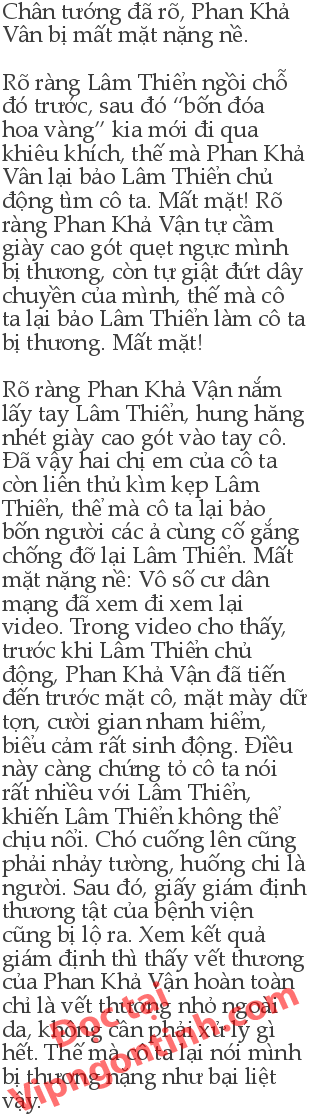 Chân tướng đã rõ, Phan Khả
Vân bị mất mặt nặng nề.
Rõ ràng Lâm Thiển ngồi chỗ
đó trước, sau đó “bốn đóa
hoa vàng” kia mới đi qua
khiêu khích, thế mà Phan Khả
Vân lại bảo Lâm Thiển chủ
động tìm cô ta. Mất mặt! Rõ
ràng Phan Khả Vận tự cầm
giày cao gót quẹt ngực mình
bị thương, còn tự giật đứt dây
chuyền của mình, thế mà cô
ta lại bảo Lâm Thiển làm cô ta
bị thương. Mất mặt!
Rõ ràng Phan Khả Vận nắm
lấy tay Lâm Thiển, hung hăng
nhét giày cao gót vào tay cô.
Đã vậy hai chị em của cô ta
còn liên thủ kìm kẹp Lâm
Thiển, thể mà cô ta lại bảo
bốn người các ả cùng cố gắng
chống đỡ lại Lâm Thiển. Mất
mặt nặng nề: Vô số cư dân
mạng đã xem đi xem lại
video. Trong video cho thấy,
trước khi Lâm Thiển chủ
động, Phan Khả Vận đã tiến
đến trước mặt cô, mặt mày dữ
tợn, cười gian nham hiểm,
biểu cảm rất sinh động. Điều
này càng chứng tỏ cô ta nói
rất nhiều với Lâm Thiển,
khiến Lâm Thiển không thể
chịu nổi. Chó cuống lên cũng
phải nhảy tường, huống chi là
người. Sau đó, giấy giám định
thương tật của bệnh viện
cũng bị lộ ra. Xem kết quả
giám định thì thấy vết thương
của Phan Khả Vận hoàn toàn
chỉ là vết thương nhỏ ngoài
da, không cần phải xử lý gì
hết. Thế mà cô ta lại nói mình
bị thương nặng như bại liệt
vậy.
Doctai
Vipngontinh.com